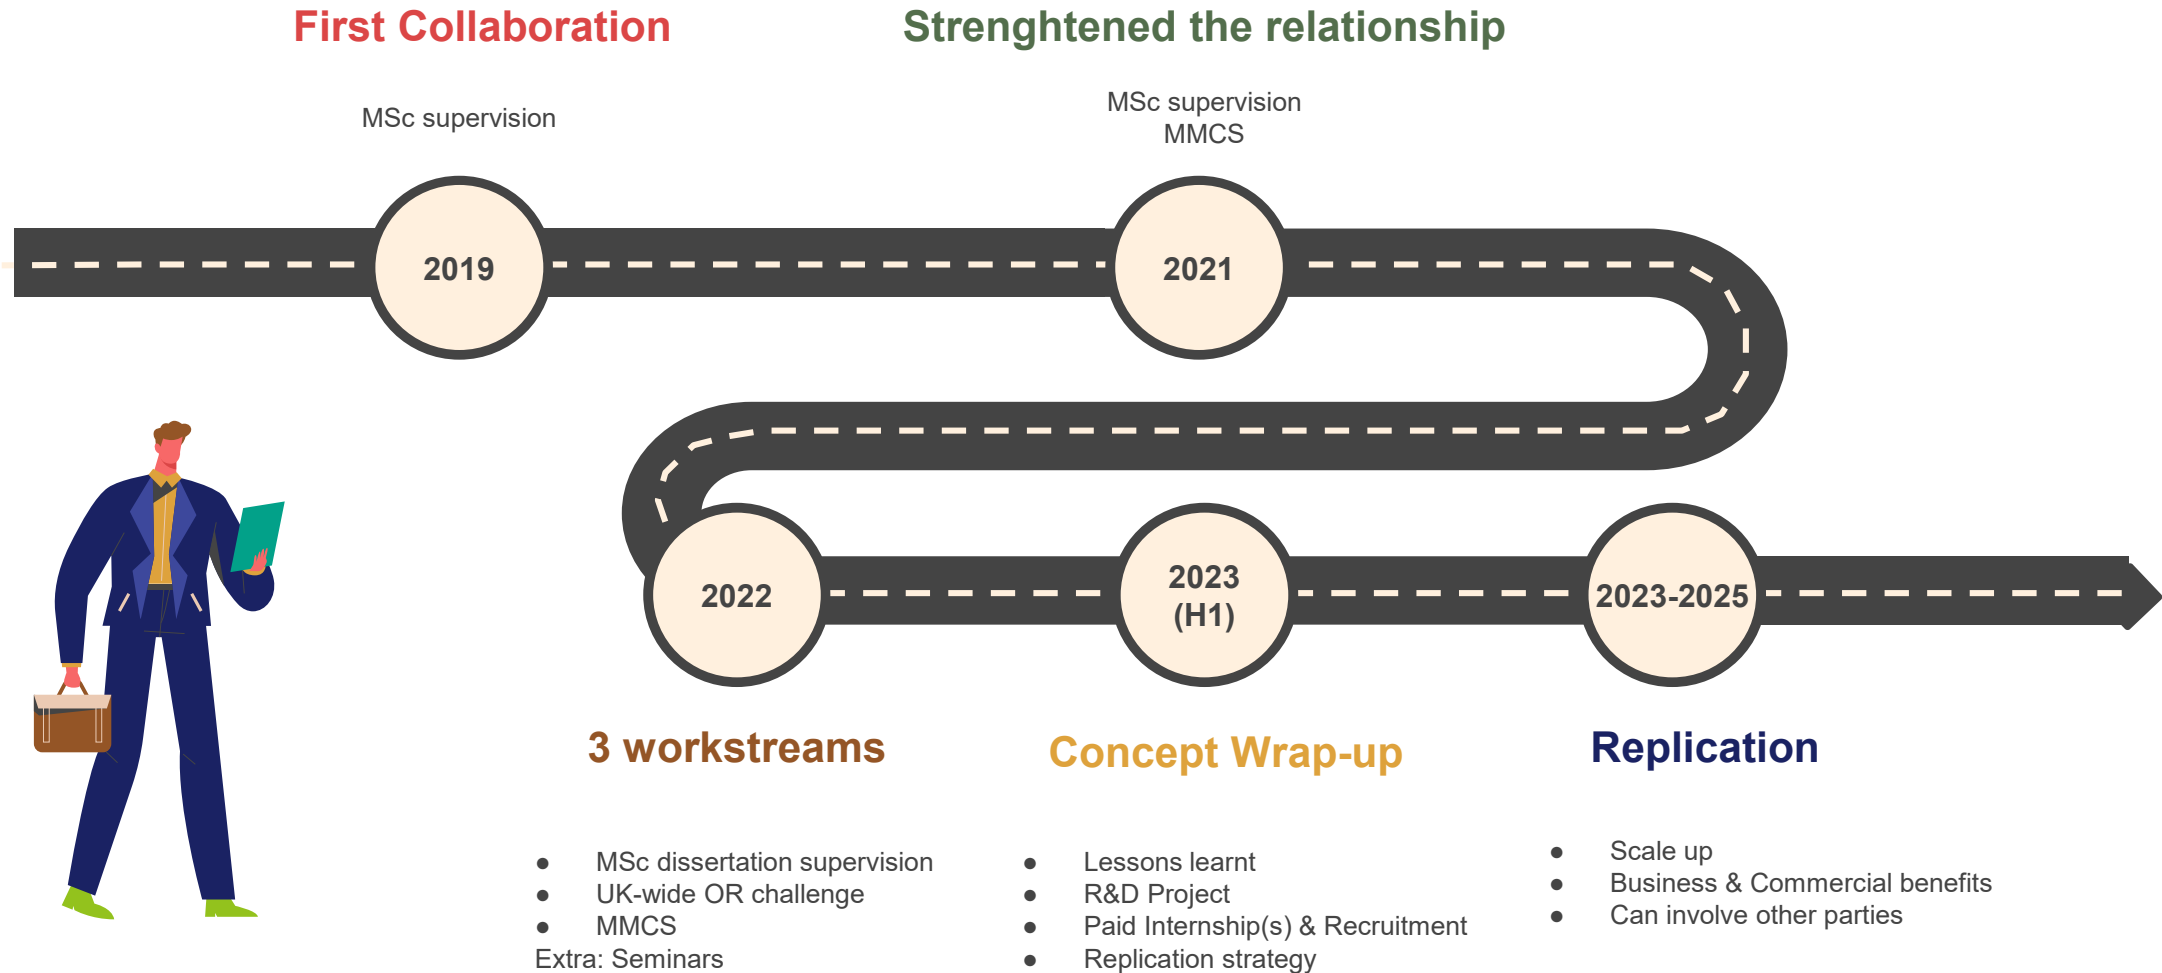 First Collaboration
Strenghtened the relationship
MSc supervision
MSc supervision
MMCS
2019
2021
2022
2023
(H1)
2023-2025
3 workstreams
Concept Wrap-up
Replication
● MSc dissertation supervision
● UK-wide OR challenge
● MMCS
Extra: Seminars
● Lessons learnt
● R&D Project
● Paid Internship(s) & Recruitment
● Replication strategy
● Scale up
● Business & Commercial benefits
● Can involve other parties